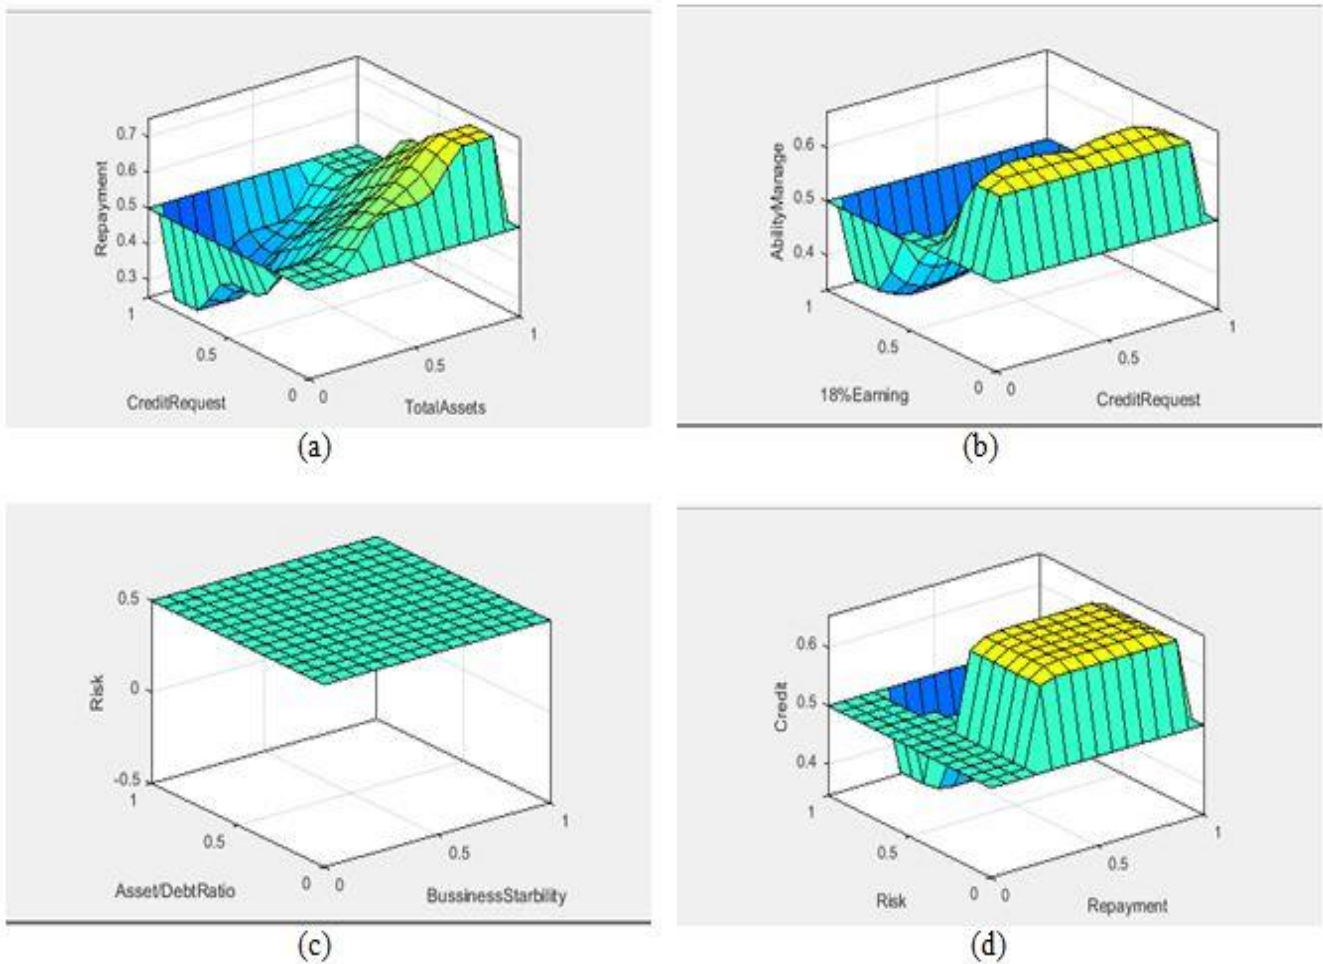 0.7
0.6
0.5
0.4
0.3
Repayment
1
0.5
0
CreditRequest
0
0.5
1
TotalAssets
(a)
0.6
0.5
0.4
AbilityManage
1
0.5
0
18%Earning
0
0.5
1
CreditRequest
(b)
0.5
0
-0.5
Risk
1
0.5
0
Asset/DebtRatio
0
0.5
1
BussinessStarbility
(c)
0.6
0.5
0.4
Credit
1
0.5
0
Risk
0
0.5
1
Repayment
(d)